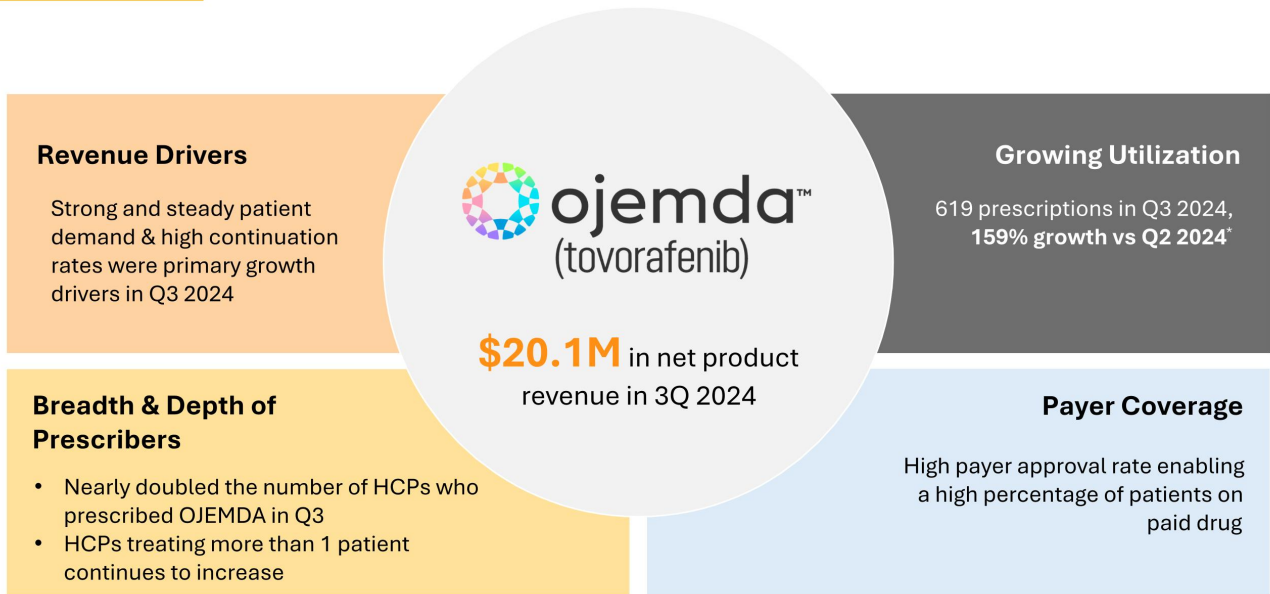 Revenue Drivers
Strong and steady patient
demand & high continuation
rates were primary growth
drivers in Q3 2024
ojemda™
(tovorafenib)
$20.1M in net product
revenue in 3Q 2024
Growing Utilization
619 prescriptions in Q3 2024,
159% growth vs Q2 2024*
Breadth & Depth of
Prescribers
• Nearly doubled the number of HCPs who
prescribed OJEMDA in Q3
• HCPs treating more than 1 patient
continues to increase
Payer Coverage
High payer approval rate enabling
a high percentage of patients on
paid drug